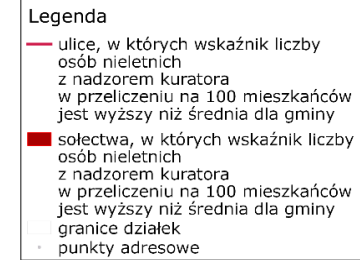 Legenda
ulice, w których wskaźnik liczby
osób nieletnich
z nadzorem kuratora
w przeliczeniu na 100 mieszkańców
jest wyższy niż średnia dla gminy
sołectwa, w których wskaźnik liczby
osób nieletnich
z nadzorem kuratora
w przeliczeniu na 100 mieszkańców
jest wyższy niż średnia dla gminy
granice działek
punkty adresowe